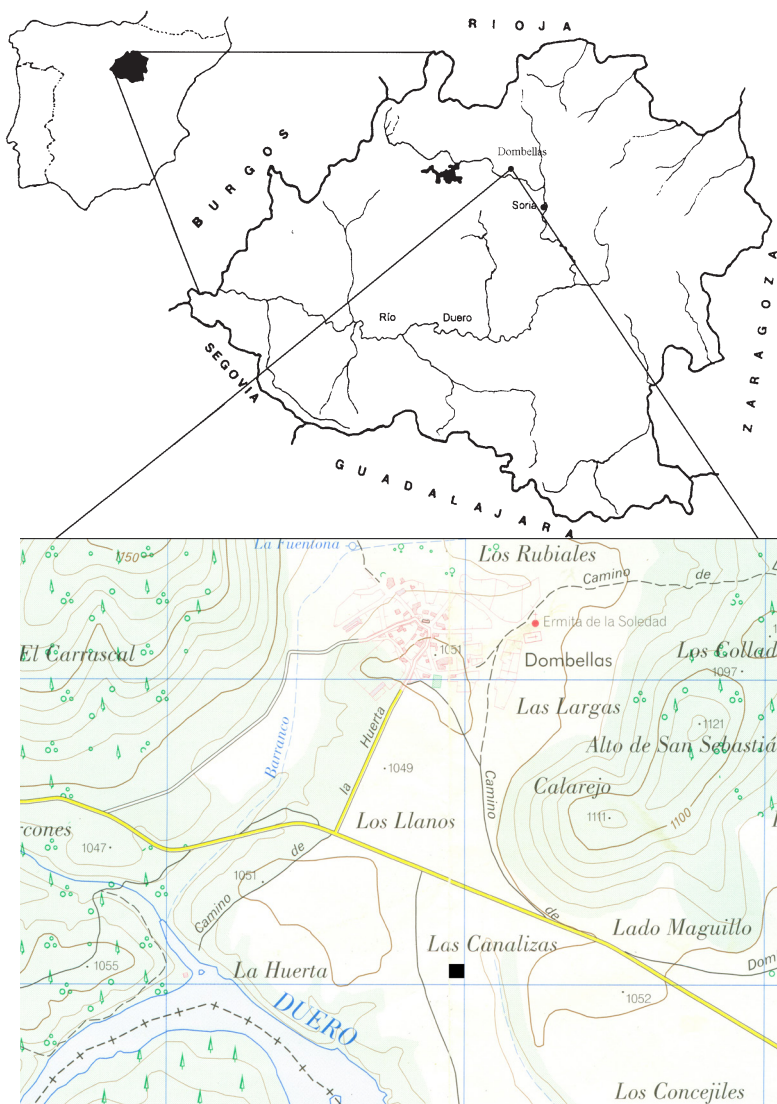 RIOJA
BURGOS
Dombellas
Soria
Río Duero
ZARAGOZA
SEGOVIA
GUADALAJARA
La Fuentona
Los Rubiales
1150
Camino de
Ermita de la Soledad
El Carrascal
1051
Dombellas
Los Collad
1097
Las Largas
Huerta
1121
Barranco
Alto de San Sebastiá
1049
la
Camino
Calarejo
1111
1100
Los Llanos
rcones
1047
de
1051
Camino
de
Lado Maguillo
Las Canalizas
Dom
1055
La Huerta
1052
DUERO
Los Concejiles